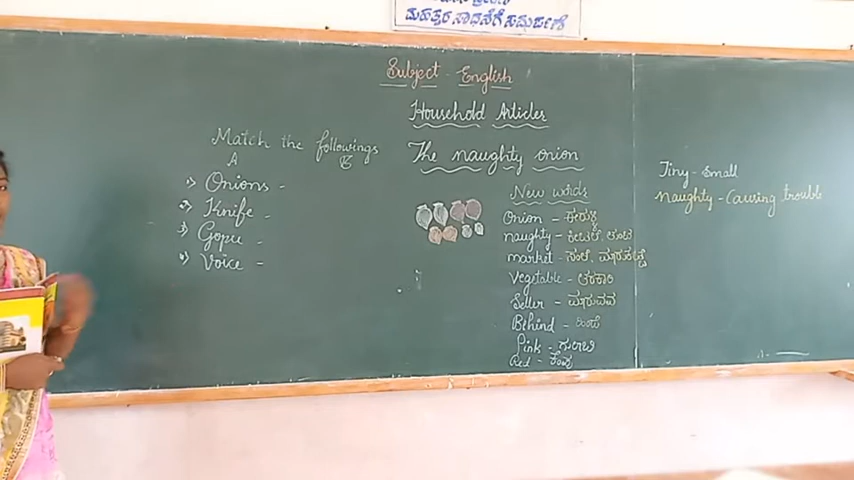 ಮಹತ್ತರ ಸಾಧನೆಗೆ ಸಮರ್ಪಣೆ
Subject - English
Household Articles
Match the followings
A B
1) Onions -
2) Knife -
3) Gopu -
4) Voice -
The naughty onion
New words
Onion - ಈರುಳ್ಳಿ
naughty - ಕೀಟಲೆ, ತುಂಟ
market - ಸಂತೆ, ಮಾರುಕಟ್ಟೆ
Vegetable - ತರಕಾರಿ
Seller - ಮಾರುವವ
Behind - ಹಿಂದೆ
Pink - ಗುಲಾಬಿ
Red - ಕೆಂಪು
Tiny - Small
naughty - Causing trouble